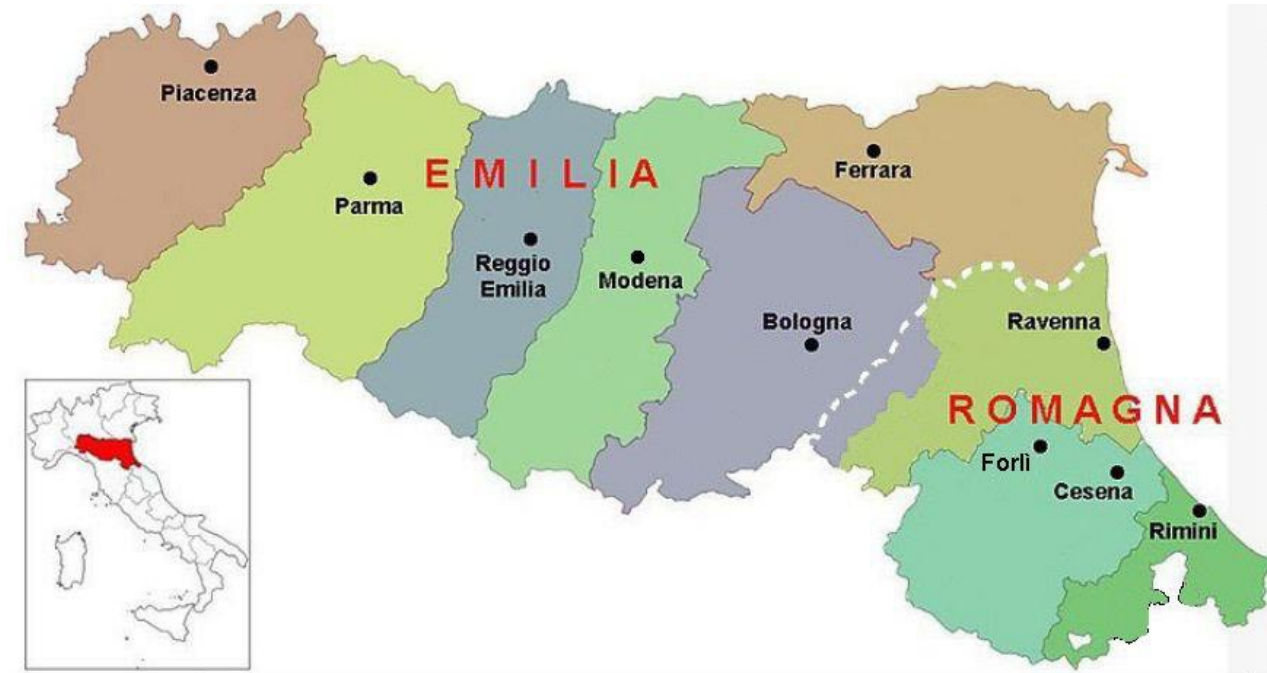 Piacenza
EMILIA
Parma
Ferrara
Reggio
Emilia
Modena
Bologna
Ravenna
ROMAGNA
Forlì
Cesena
Rimini